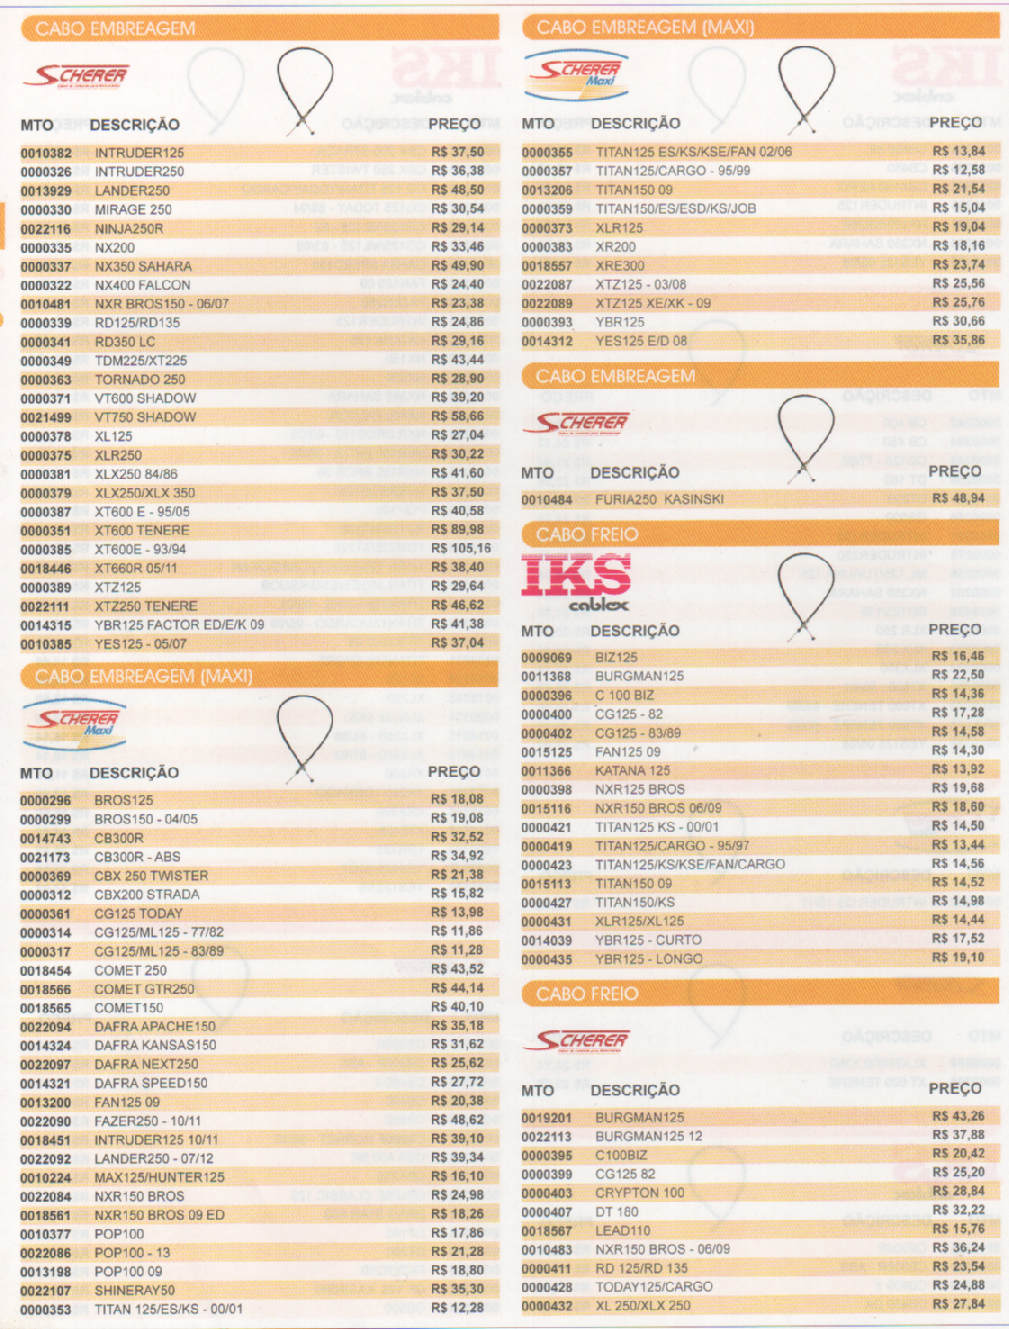 CABO EMBREAGEM
SCHERER
MTO DESCRIÇÃO PREÇO
0010382 INTRUDER125 R$ 37,50
0000326 INTRUDER250 R$ 36,38
0013929 LANDER250 R$ 48,50
0000330 MIRAGE 250 R$ 30,54
0022116 NINJA250R R$ 29,14
0000335 NX200 R$ 33,46
0000337 NX350 SAHARA R$ 49,90
0000322 NX400 FALCON R$ 24,40
0010481 NXR BROS150 - 06/07 R$ 23,38
0000339 RD125/RD135 R$ 24,86
0000341 RD350 LC R$ 29,16
0000349 TDM225/XT225 R$ 43,44
0000363 TORNADO 250 R$ 28,90
0000371 VT600 SHADOW R$ 39,20
0021499 VT750 SHADOW R$ 58,66
0000378 XL125 R$ 27,04
0000375 XLR250 R$ 30,22
0000381 XLX250 84/86 R$ 41,60
0000379 XLX250/XLX 350 R$ 37,50
0000387 XT600 E - 95/05 R$ 40,58
0000351 XT600 TENERE R$ 89,98
0000385 XT600E - 93/94 R$ 105,16
0018446 XT660R 05/11 R$ 38,40
0000389 XTZ125 R$ 29,64
0022111 XTZ250 TENERE R$ 46,62
0014315 YBR125 FACTOR ED/E/K 09 R$ 41,38
0010385 YES125 - 05/07 R$ 37,04
CABO EMBREAGEM (MAXI)
SCHERER
Maxi
MTO DESCRIÇÃO PREÇO
0000296 BROS125 R$ 18,08
0000299 BROS150 - 04/05 R$ 19,08
0014743 CB300R R$ 32,52
0021173 CB300R - ABS R$ 34,92
0000369 CBX 250 TWISTER R$ 21,38
0000312 CBX200 STRADA R$ 15,82
0000361 CG125 TODAY R$ 13,98
0000314 CG125/ML125 - 77/82 R$ 11,86
0000317 CG125/ML125 - 83/89 R$ 11,28
0018454 COMET 250 R$ 43,52
0018566 COMET GTR250 R$ 44,14
0018565 COMET150 R$ 40,10
0022094 DAFRA APACHE150 R$ 35,18
0014324 DAFRA KANSAS150 R$ 31,62
0022097 DAFRA NEXT250 R$ 25,62
0014321 DAFRA SPEED150 R$ 27,72
0013200 FAN125 09 R$ 20,38
0022090 FAZER250 - 10/11 R$ 48,62
0018451 INTRUDER125 10/11 R$ 39,10
0022092 LANDER250 - 07/12 R$ 39,34
0010224 MAX125/HUNTER125 R$ 16,10
0022084 NXR150 BROS R$ 24,98
0018561 NXR150 BROS 09 ED R$ 18,26
0010377 POP100 R$ 17,86
0022086 POP100 - 13 R$ 21,28
0013198 POP100 09 R$ 18,80
0022107 SHINERAY50 R$ 35,30
0000353 TITAN 125/ES/KS - 00/01 R$ 12,28
CABO EMBREAGEM (MAXI)
SCHERER
Maxi
MTO DESCRIÇÃO PREÇO
0000355 TITAN125 ES/KS/KSE/FAN 02/06 R$ 13,84
0000357 TITAN125/CARGO - 95/99 R$ 12,58
0013206 TITAN150 09 R$ 21,54
0000359 TITAN150/ES/ESD/KS/JOB R$ 15,04
0000373 XLR125 R$ 19,04
0000383 XR200 R$ 18,16
0018557 XRE300 R$ 23,74
0022087 XTZ125 - 03/08 R$ 25,56
0022089 XTZ125 XE/XK - 09 R$ 25,76
0000393 YBR125 R$ 30,66
0014312 YES125 E/D 08 R$ 35,86
CABO EMBREAGEM
SCHERER
MTO DESCRIÇÃO PREÇO
0010484 FURIA250 KASINSKI R$ 48,94
CABO FREIO
IKS
cablex
MTO DESCRIÇÃO PREÇO
0009069 BIZ125 R$ 16,46
0011368 BURGMAN125 R$ 22,50
0000396 C 100 BIZ R$ 14,36
0000400 CG125 - 82 R$ 17,28
0000402 CG125 - 83/89 R$ 14,58
0015125 FAN125 09 R$ 14,30
0011366 KATANA 125 R$ 13,92
0000398 NXR125 BROS R$ 19,68
0015116 NXR150 BROS 06/09 R$ 18,60
0000421 TITAN125 KS - 00/01 R$ 14,50
0000419 TITAN125/CARGO - 95/97 R$ 13,44
0000423 TITAN125/KS/KSE/FAN/CARGO R$ 14,56
0015113 TITAN150 09 R$ 14,52
0000427 TITAN150/KS R$ 14,98
0000431 XLR125/XL125 R$ 14,44
0014039 YBR125 - CURTO R$ 17,52
0000435 YBR125 - LONGO R$ 19,10
CABO FREIO
SCHERER
MTO DESCRIÇÃO PREÇO
0019201 BURGMAN125 R$ 43,26
0022113 BURGMAN125 12 R$ 37,88
0000395 C100BIZ R$ 20,42
0000399 CG125 82 R$ 25,20
0000403 CRYPTON 100 R$ 28,84
0000407 DT 180 R$ 32,22
0018567 LEAD110 R$ 15,76
0010483 NXR150 BROS - 06/09 R$ 36,24
0000411 RD 125/RD 135 R$ 23,54
0000428 TODAY125/CARGO R$ 24,88
0000432 XL 250/XLX 250 R$ 27,84